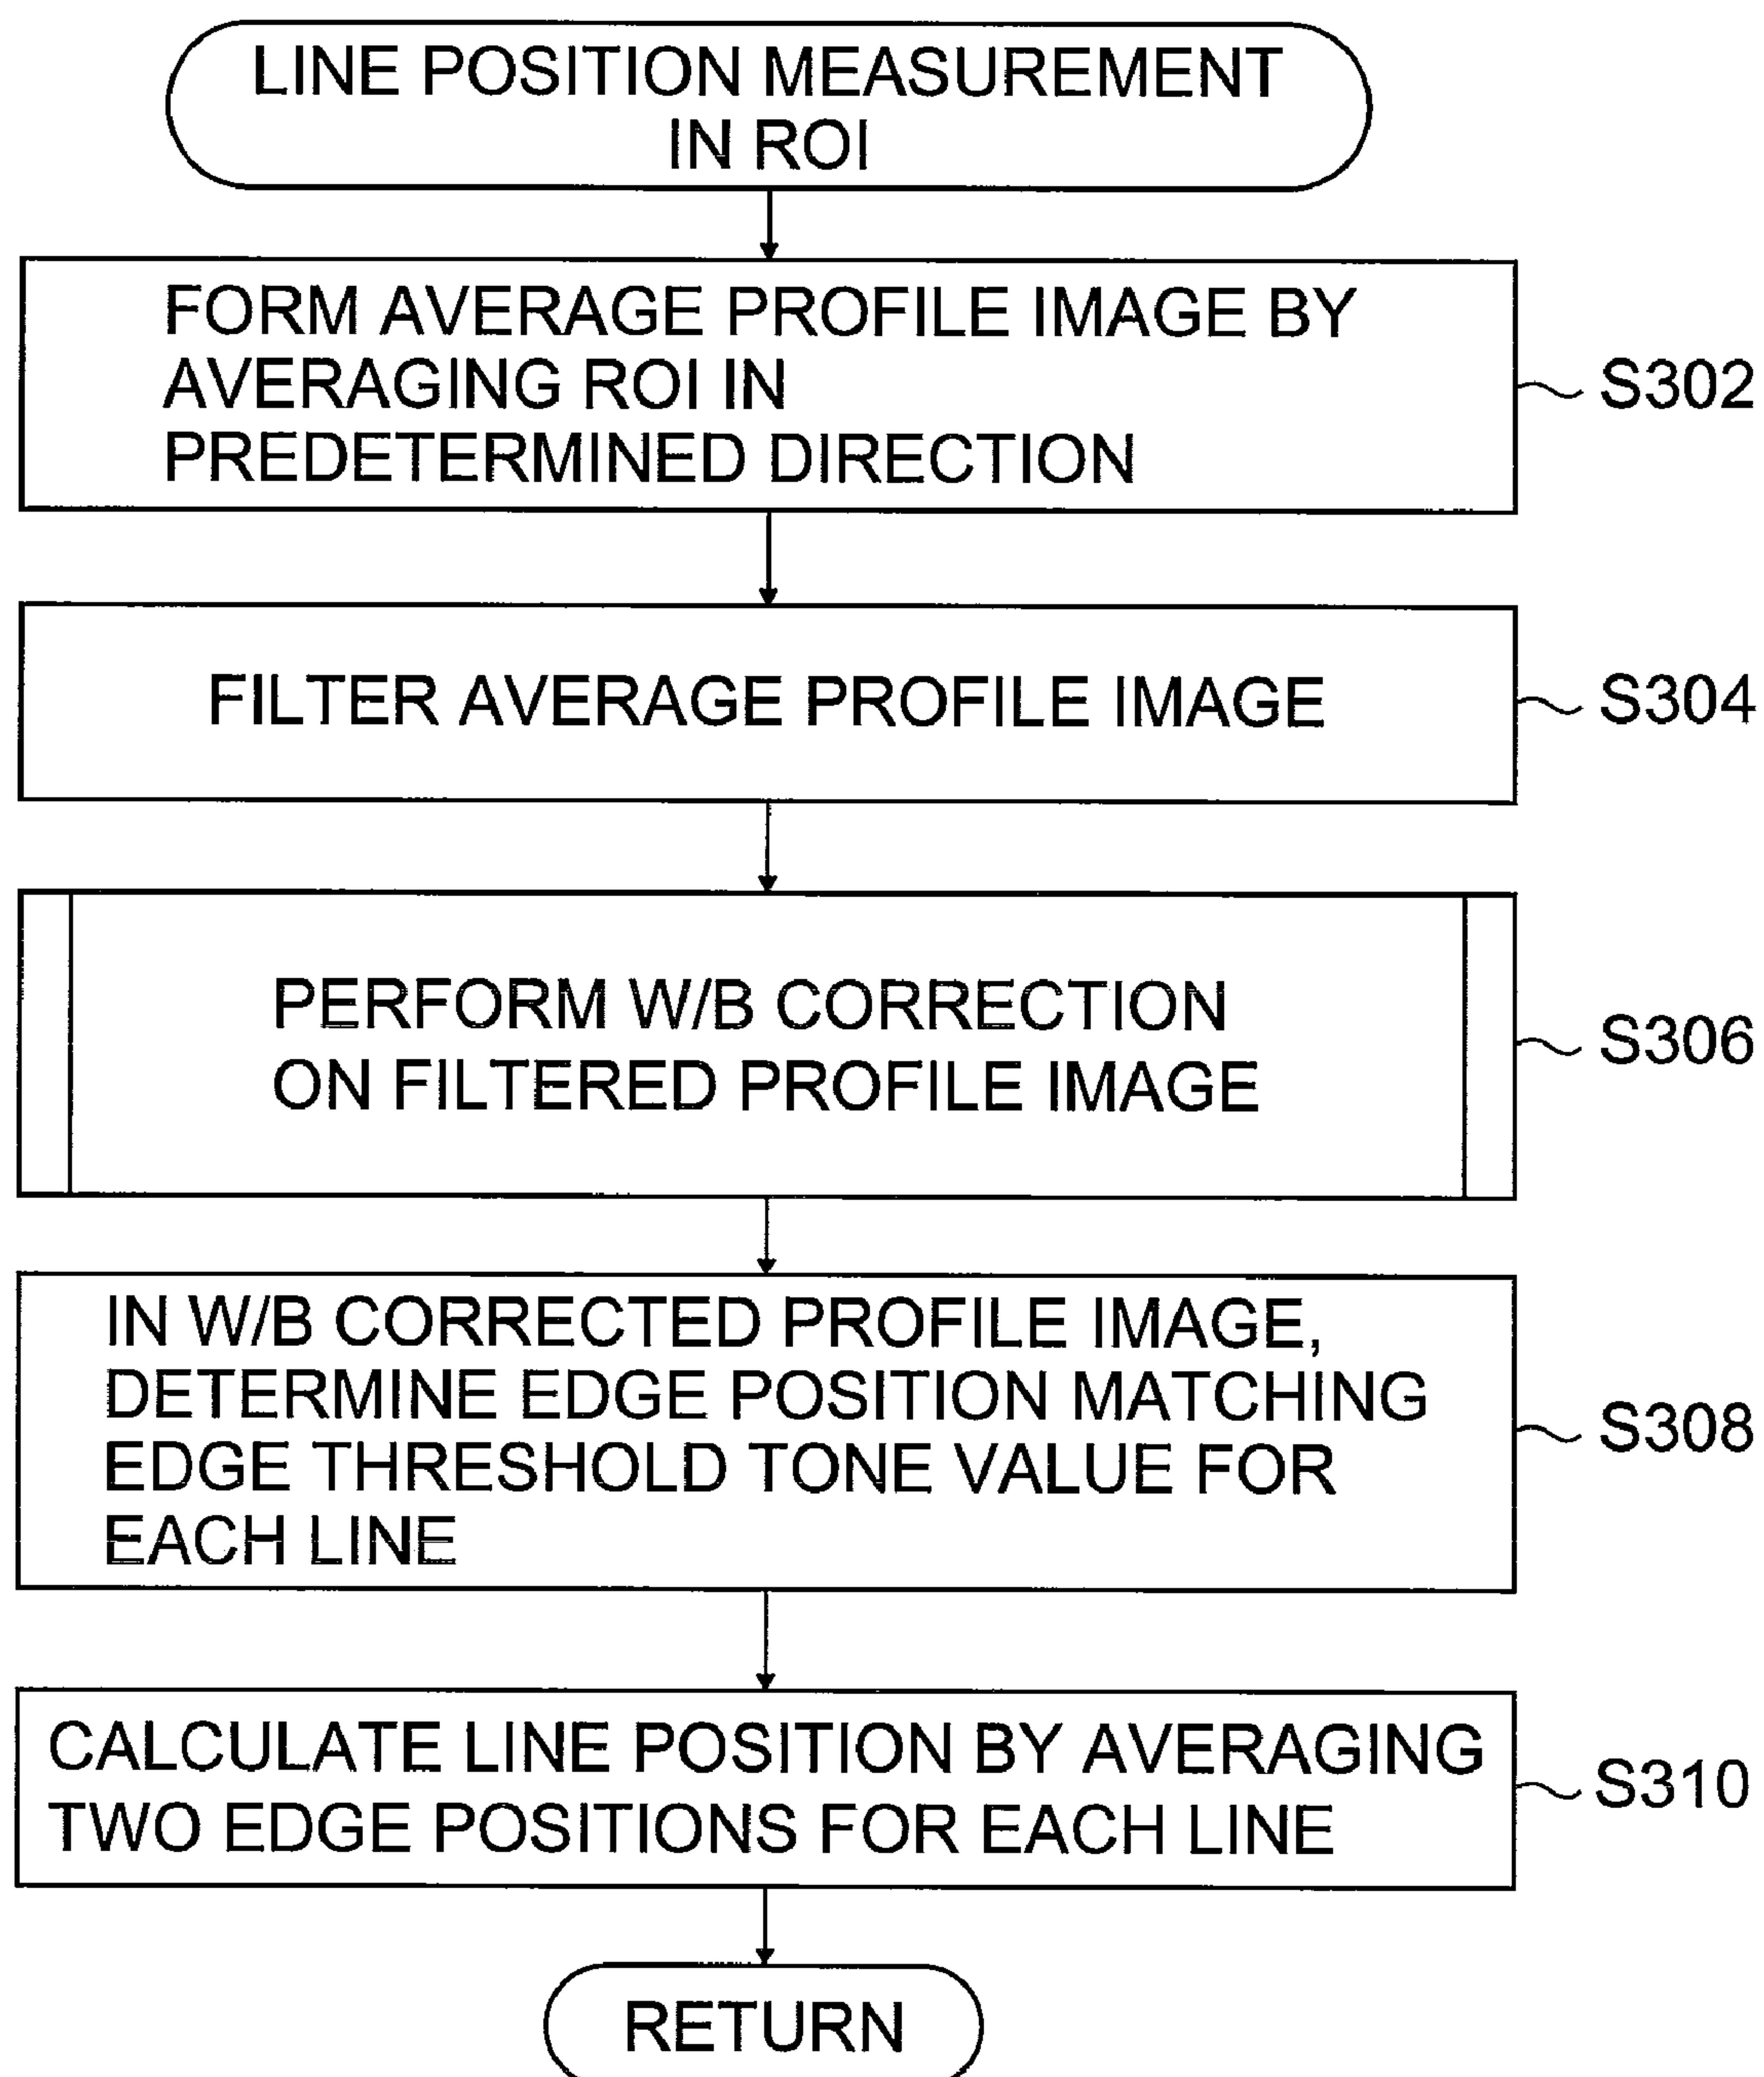 LINE POSITION MEASUREMENT
IN ROI
FORM AVERAGE PROFILE IMAGE BY
AVERAGING ROI IN
PREDETERMINED DIRECTION
S302
FILTER AVERAGE PROFILE IMAGE
S304
PERFORM W/B CORRECTION
ON FILTERED PROFILE IMAGE
S306
IN W/B CORRECTED PROFILE IMAGE,
DETERMINE EDGE POSITION MATCHING
EDGE THRESHOLD TONE VALUE FOR
EACH LINE
S308
CALCULATE LINE POSITION BY AVERAGING
TWO EDGE POSITIONS FOR EACH LINE
S310
RETURN